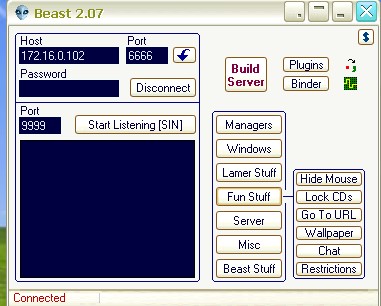 Beast 2.07
Host Port
172.16.0.102 6666
Password
Disconnect
Port
9999 Start Listening [SIN]
Build
Server
Plugins
Binder
Managers
Windows
Lamer Stuff
Fun Stuff
Server
Misc
Beast Stuff
Hide Mouse
Lock CDs
Go To URL
Wallpaper
Chat
Restrictions
Connected